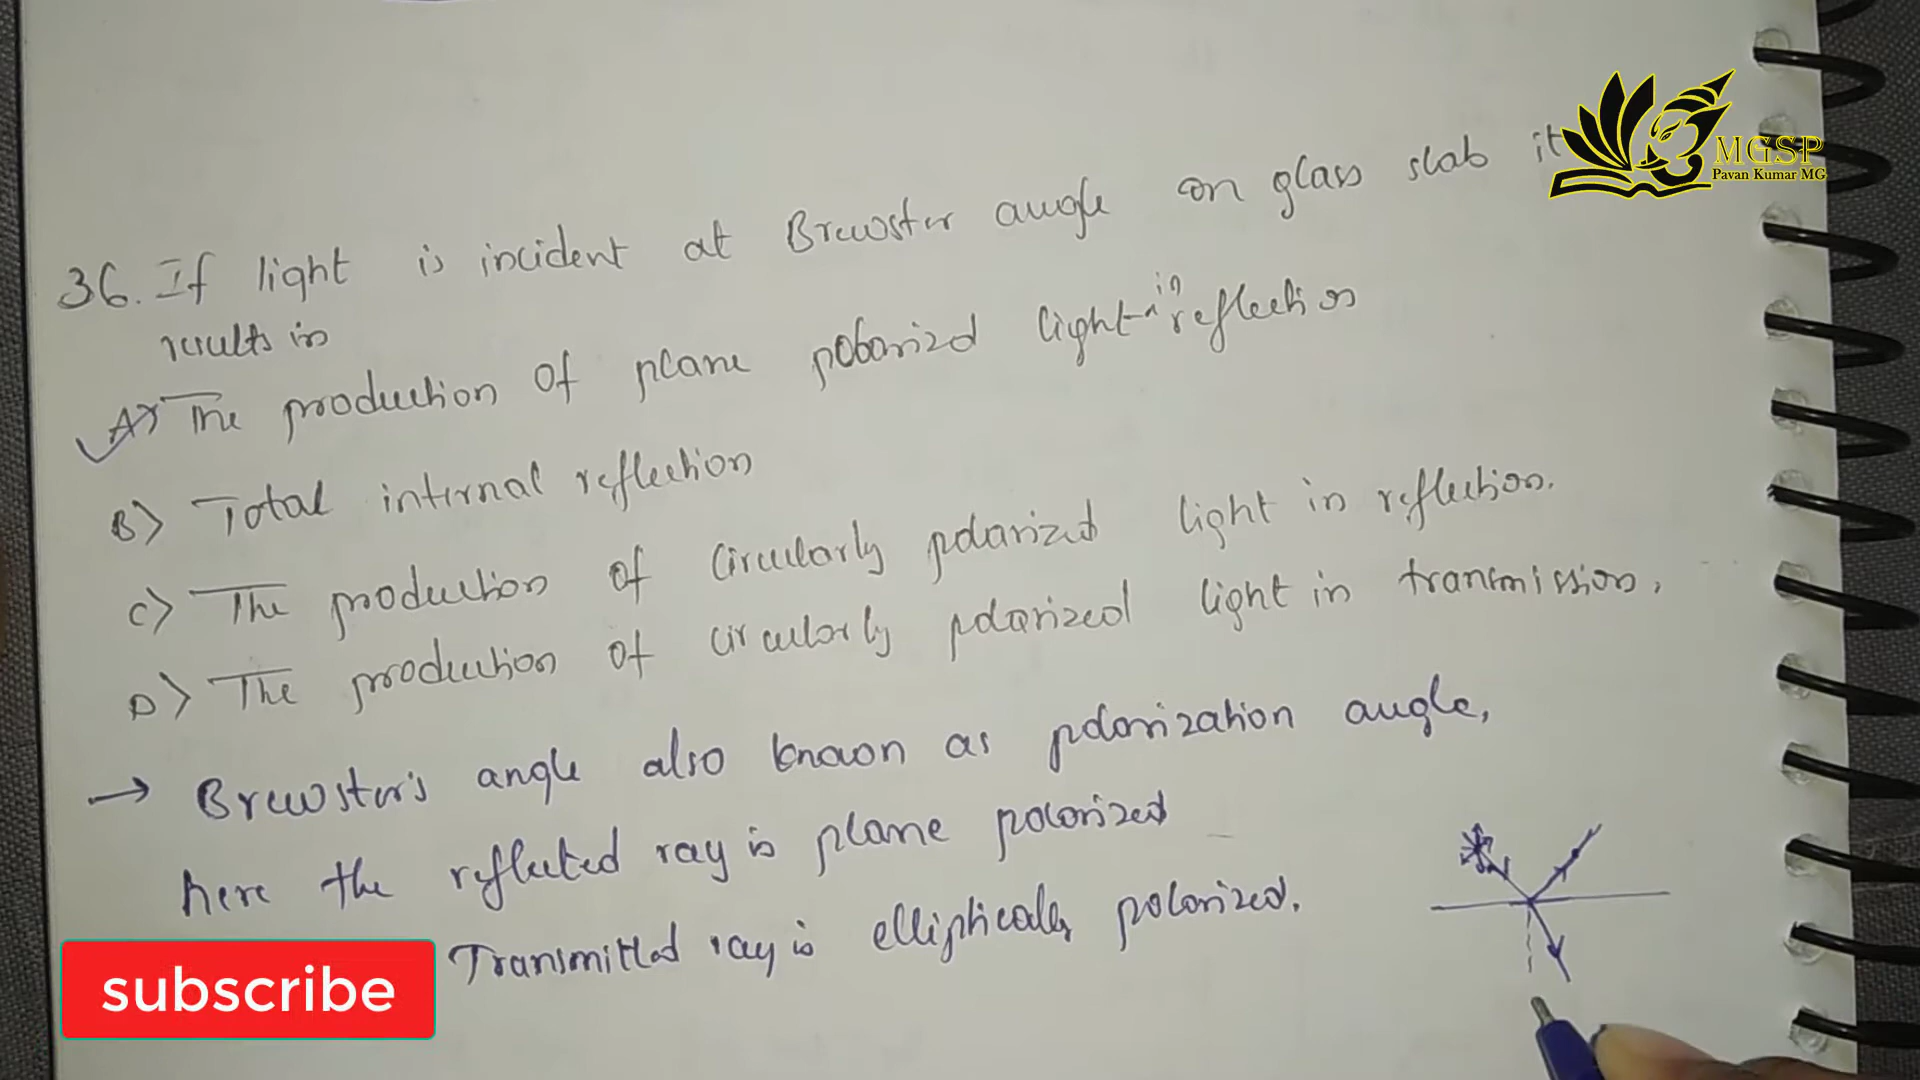 MGSP
Pavan Kumar MG
36. If light is incident at Brewster angle on glass slab it
results in
A) The production of plane polarized light in reflection
B) Total internal reflection
C) The production of circularly polarized light in reflection.
D) The production of circularly polarized light in transmission.
→ Brewster's angle also known as polarization angle,
here the reflected ray is plane polarized
Transmitted ray is elliptically polarized.
subscribe